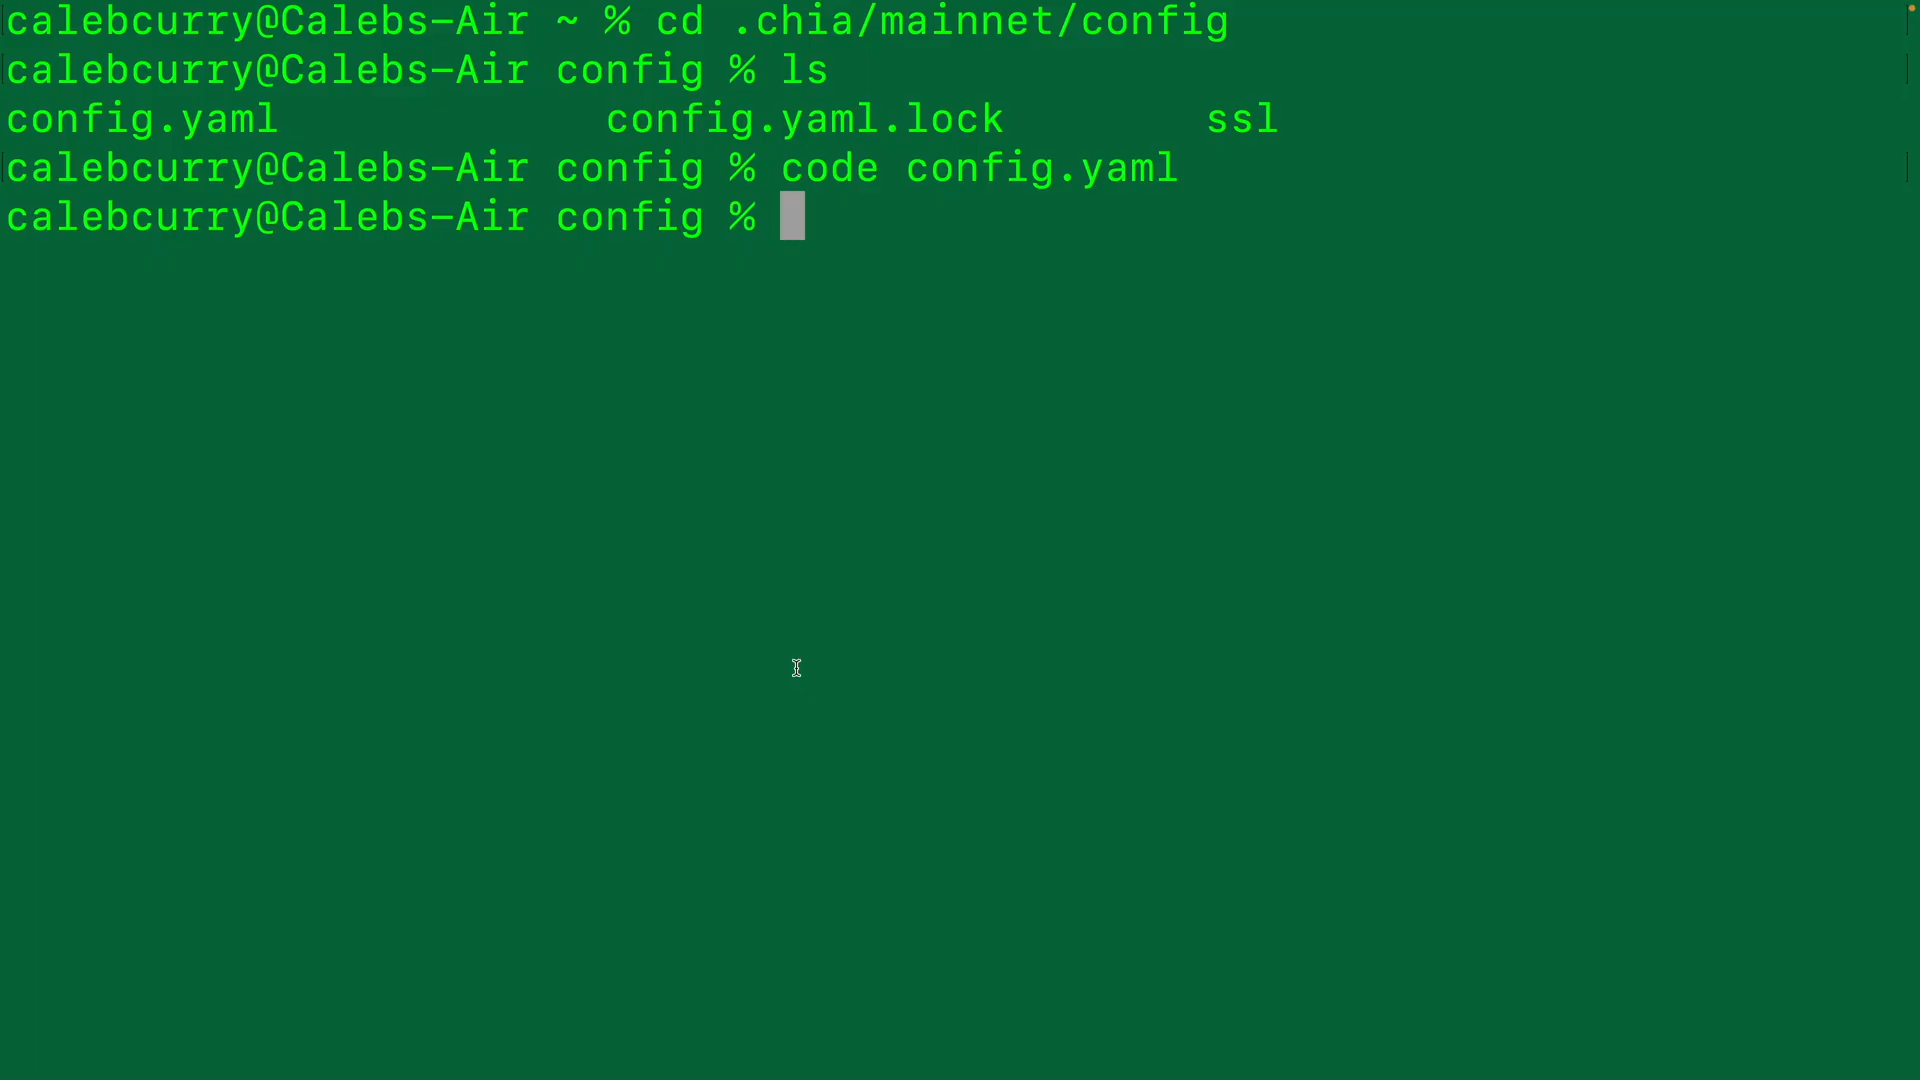 calebcurry@Calebs-Air ~ % cd .chia/mainnet/config
calebcurry@Calebs-Air config % ls
config.yaml config.yaml.lock ssl
calebcurry@Calebs-Air config % code config.yaml
calebcurry@Calebs-Air config %